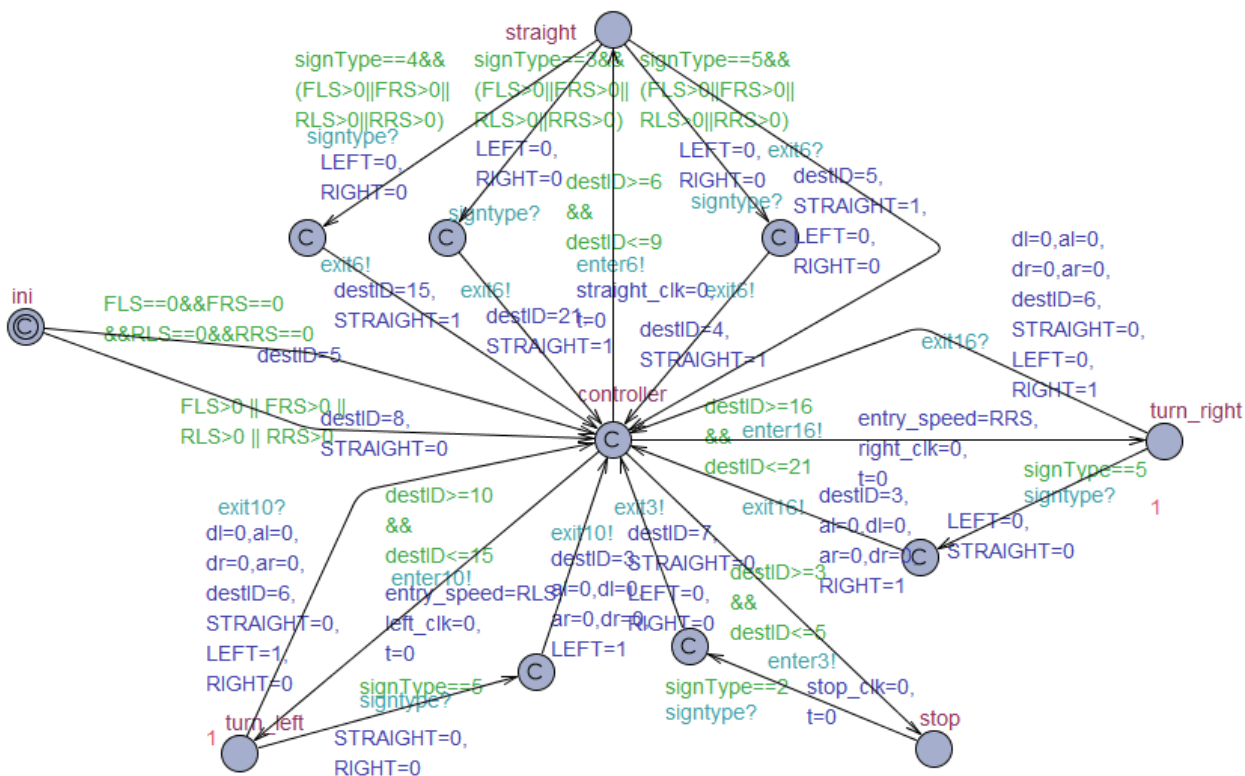 straight
signType==4&&
(FLS>0||FRS>0||
RLS>0||RRS>0)
signtype?
LEFT=0,
RIGHT=0
signType==3&&
(FLS>0||FRS>0||
RLS>0||RRS>0)
LEFT=0,
RIGHT=0
signtype?
signType==5&&
(FLS>0||FRS>0||
RLS>0||RRS>0)
LEFT=0,
RIGHT=0
signtype?
exit6?
destID=5,
STRAIGHT=1,
LEFT=0,
RIGHT=0
destID>=6
&&
destID<=9
enter6!
straight_clk=0,
t=0
C
C
C
exit6!
destID=15,
STRAIGHT=1
exit6!
destID=21,
STRAIGHT=1
exit6!
destID=4,
STRAIGHT=1
ini
C
FLS==0&&FRS==0
&&RLS==0&&RRS==0
destID=5
FLS>0 || FRS>0 ||
RLS>0 || RRS>0
destID=8,
STRAIGHT=0
controller
C
dl=0,al=0,
dr=0,ar=0,
destID=6,
STRAIGHT=0,
LEFT=0,
RIGHT=1
exit16?
turn_right
destID>=16
&&
destID<=21
enter16!
entry_speed=RRS,
right_clk=0,
t=0
signType==5
signtype?
1
LEFT=0,
STRAIGHT=0
C
exit16!
destID=3,
al=0,dl=0,
ar=0,dr=0,
RIGHT=1
exit10?
dl=0,al=0,
dr=0,ar=0,
destID=6,
STRAIGHT=0,
LEFT=1,
RIGHT=0
destID>=10
&&
destID<=15
enter10!
entry_speed=RLS,
left_clk=0,
t=0
exit10!
destID=3,
al=0,dl=0,
ar=0,dr=0,
LEFT=1
exit3!
destID=7,
STRAIGHT=0,
LEFT=0,
RIGHT=0
destID>=3
&&
destID<=5
enter3!
stop_clk=0,
t=0
C
C
signType==5
signtype?
signType==2
signtype?
turn_left
1
STRAIGHT=0,
RIGHT=0
stop